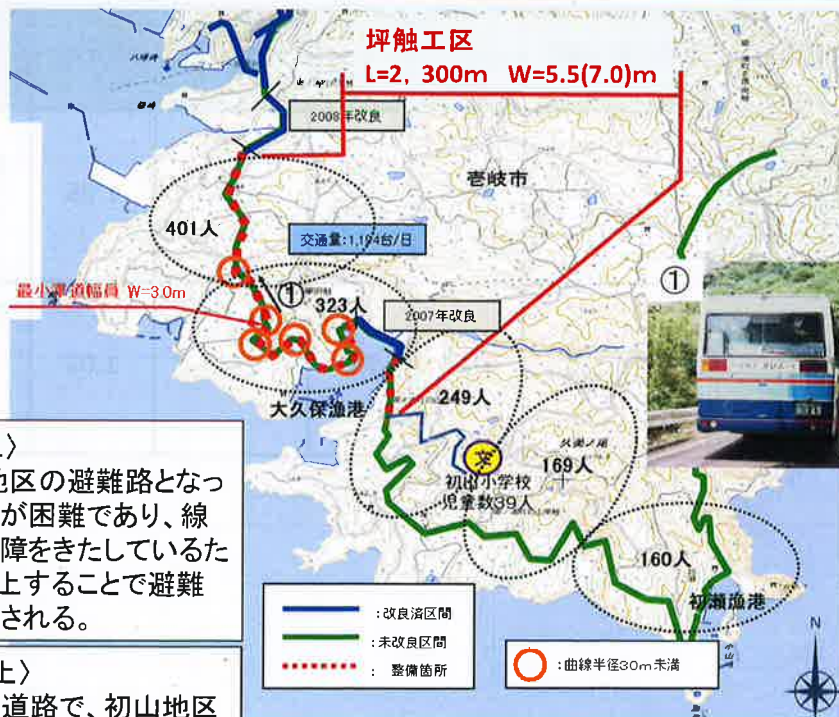 坪触工区
L=2，300m W=5.5(7.0)m
2008年改良
壱岐市
401人
交通量:1,194台/日
①
最小車道幅員 W=3.0m
①
323人
2007年改良
大久保漁港
249人
文
初山小学校
児童数39人
169人
160人
初瀬漁港
〉
地区の避難路となっ
が困難であり、線
障をきたしているた
上することで避難
される。
:改良済区間
:未改良区間
: 整備箇所
:曲線半径30m未満
N
上〉
道路で、初山地区